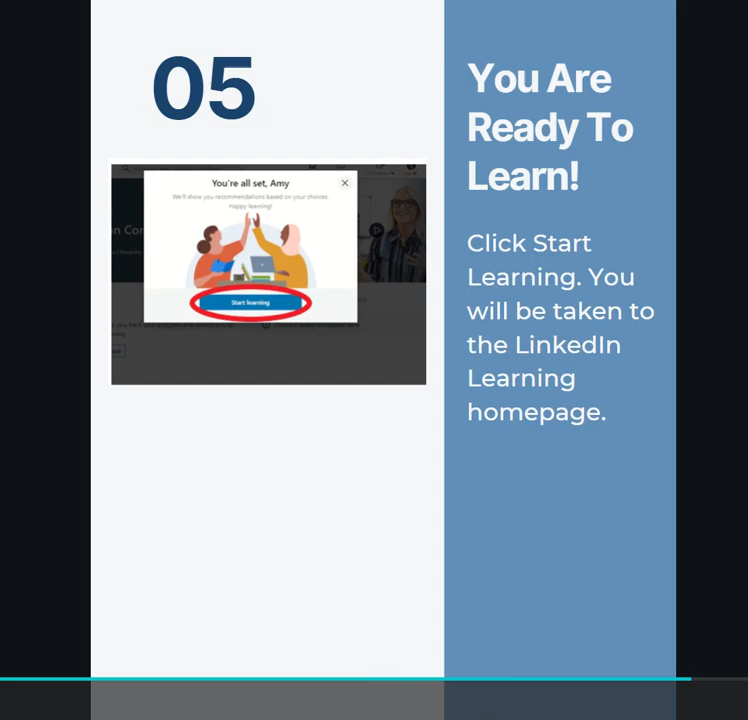 05
You Are
Ready To
Learn!
You're all set, Amy
We'll show you recommendations based on your choices.
Happy learning!
Start learning
Click Start
Learning. You
will be taken to
the LinkedIn
Learning
homepage.